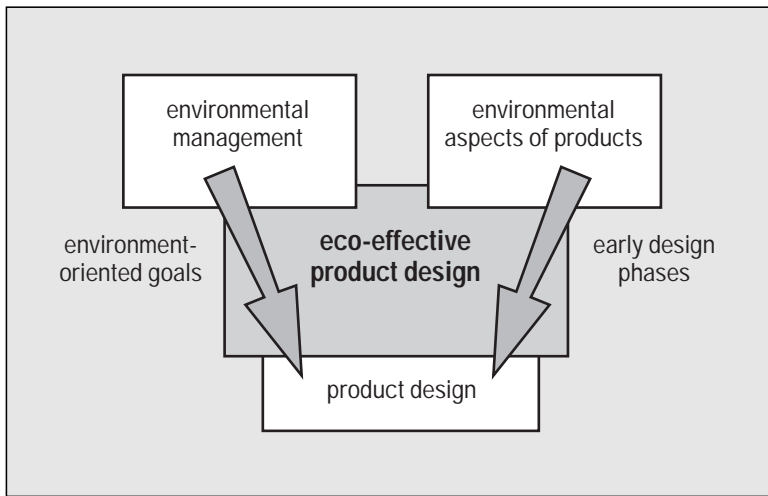 environmental
management
environmental
aspects of products
environment-
oriented goals
eco-effective
product design
early design
phases
product design